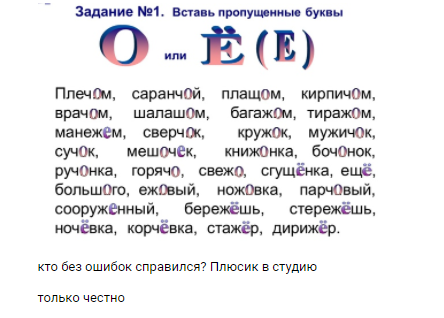 Задание №1. Вставь пропущенные буквы
О или Ё (Е)
Плечом, саранчой, плащом, кирпичом,
врачом, шалашом, багажом, тиражом,
манежем, сверчок, кружок, мужичок,
сучок, мешочек, книжонка, бочонок,
ручонка, горячо, свежо, сгущёнка, ещё,
большого, ежовый, ножовка, парчовый,
сооружённый, бережёшь, стережёшь,
ночёвка, корчёвка, стажёр, дирижёр.
кто без ошибок справился? Плюсик в студию
только честно